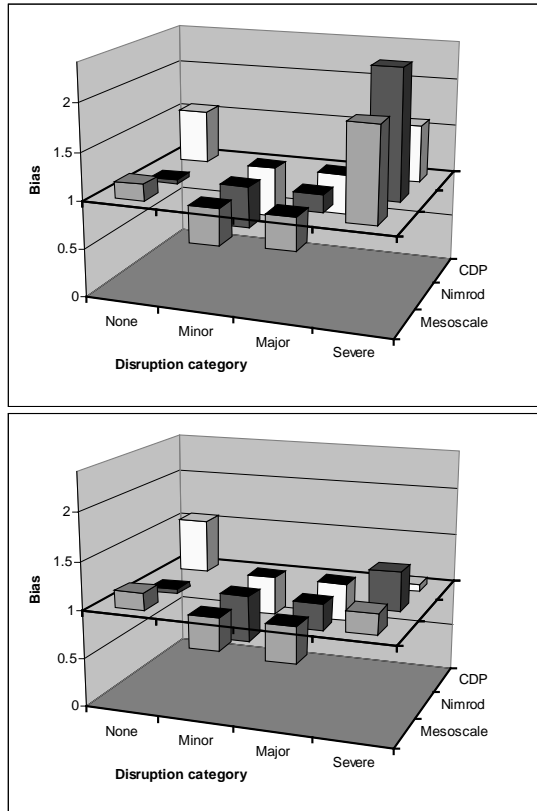 2
1.5
1
0.5
0
Bias
None
Minor
Major
Severe
CDP
Nimrod
Mesoscale
Disruption category
2
1.5
1
0.5
0
Bias
None
Minor
Major
Severe
CDP
Nimrod
Mesoscale
Disruption category